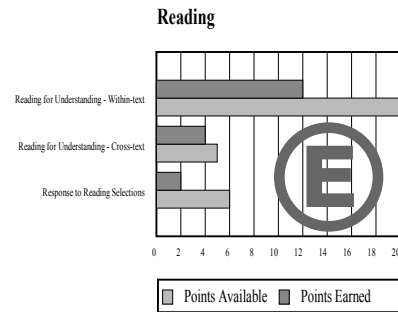 Reading
Reading for Understanding - Within-text
Reading for Understanding - Cross-text
Response to Reading Selections
E
0 2 4 6 8 10 12 14 16 18 20
Points Available Points Earned